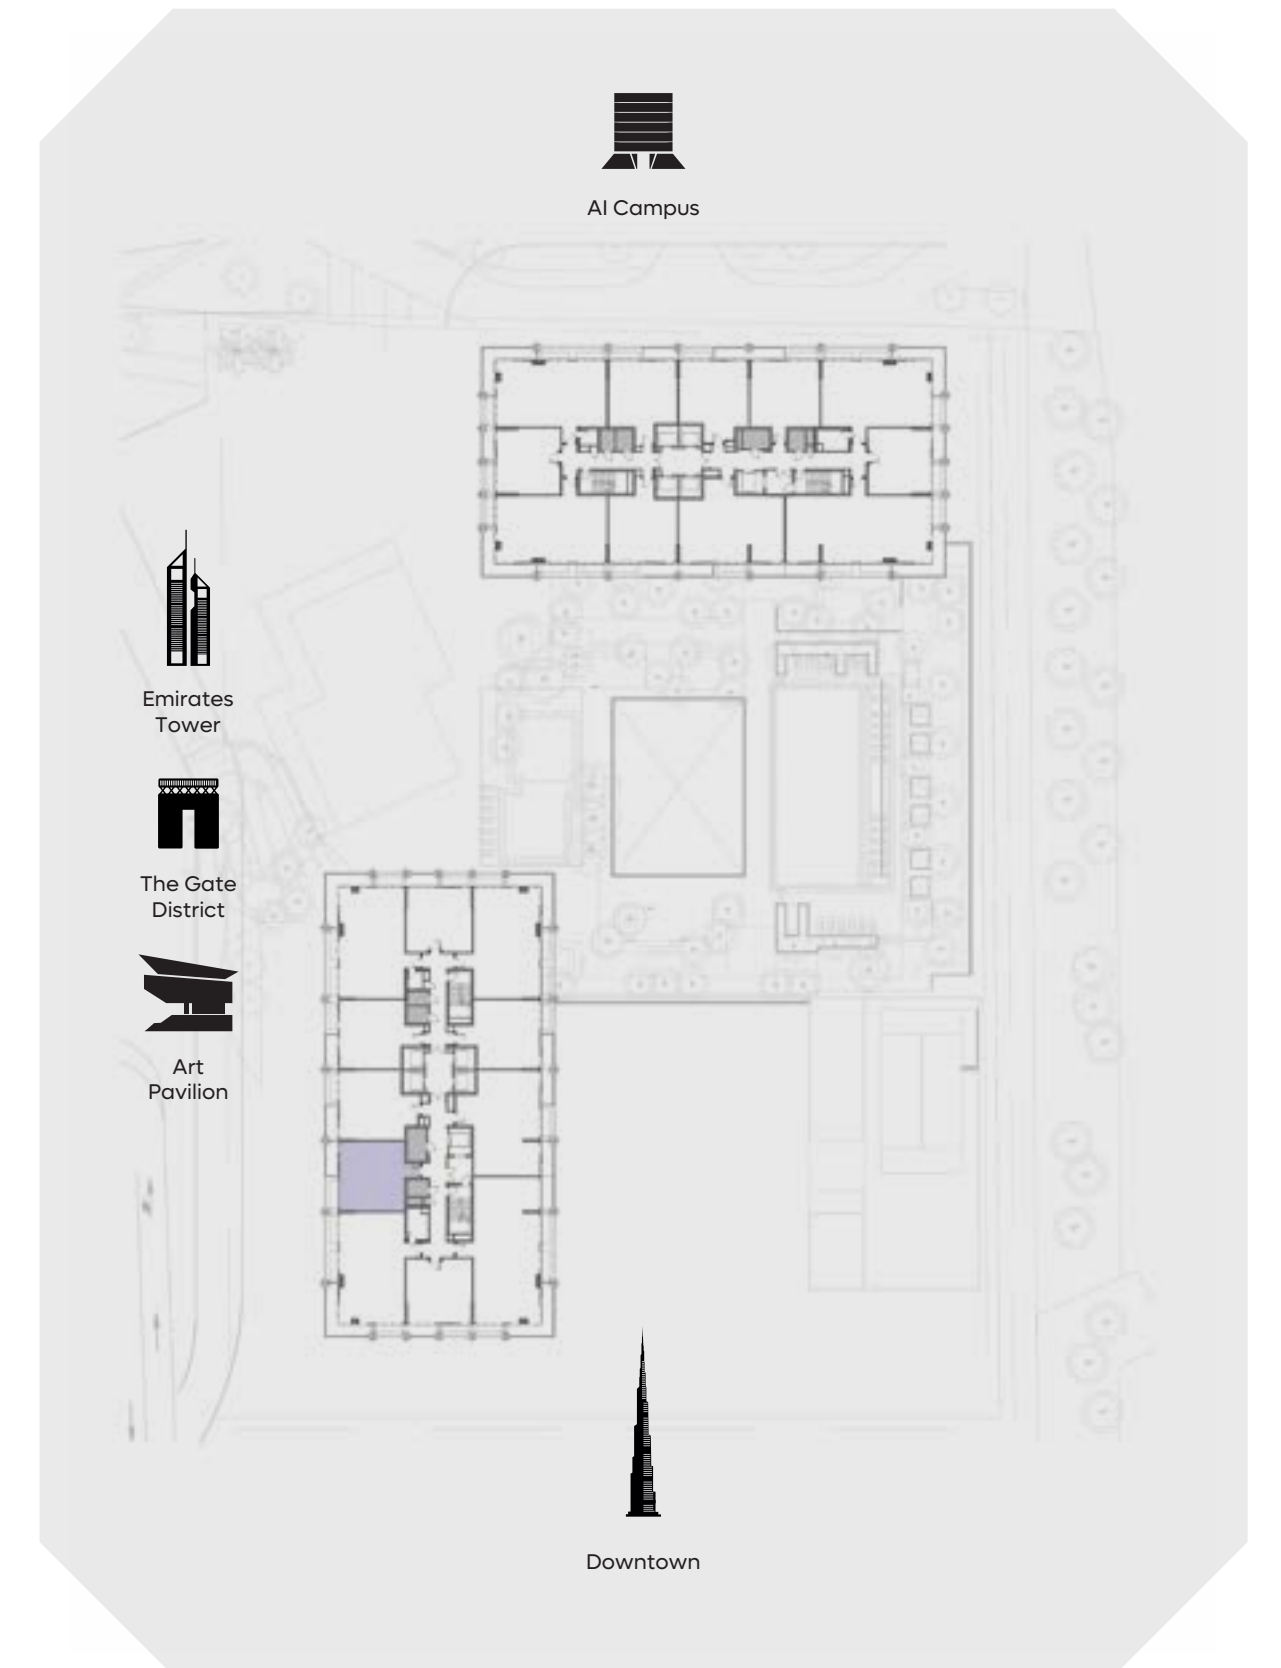 AI Campus
Emirates
Tower
The Gate
District
Art
Pavilion
Downtown